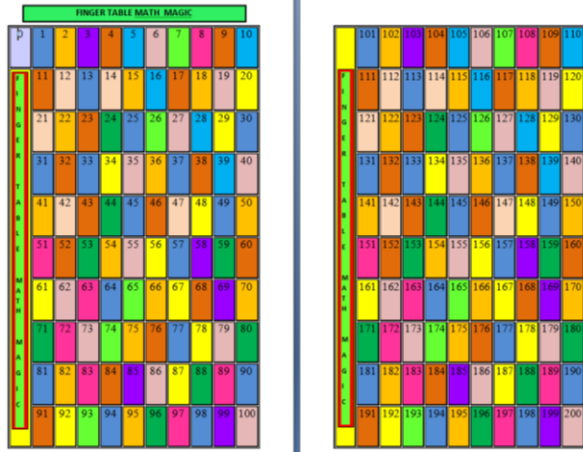 FINGER TABLE MATH MAGIC
1 2 3 4 5 6 7 8 9 10
11 12 13 14 15 16 17 18 19 20
21 22 23 24 25 26 27 28 29 30
31 32 33 34 35 36 37 38 39 40
41 42 43 44 45 46 47 48 49 50
51 52 53 54 55 56 57 58 59 60
61 62 63 64 65 66 67 68 69 70
71 72 73 74 75 76 77 78 79 80
81 82 83 84 85 86 87 88 89 90
91 92 93 94 95 96 97 98 99 100
FINGER TABLE MATH MAGIC
101 102 103 104 105 106 107 108 109 110
111 112 113 114 115 116 117 118 119 120
121 122 123 124 125 126 127 128 129 130
131 132 133 134 135 136 137 138 139 140
141 142 143 144 145 146 147 148 149 150
151 152 153 154 155 156 157 158 159 160
161 162 163 164 165 166 167 168 169 170
171 172 173 174 175 176 177 178 179 180
181 182 183 184 185 186 187 188 189 190
191 192 193 194 195 196 197 198 199 200
FINGER TABLE MATH MAGIC